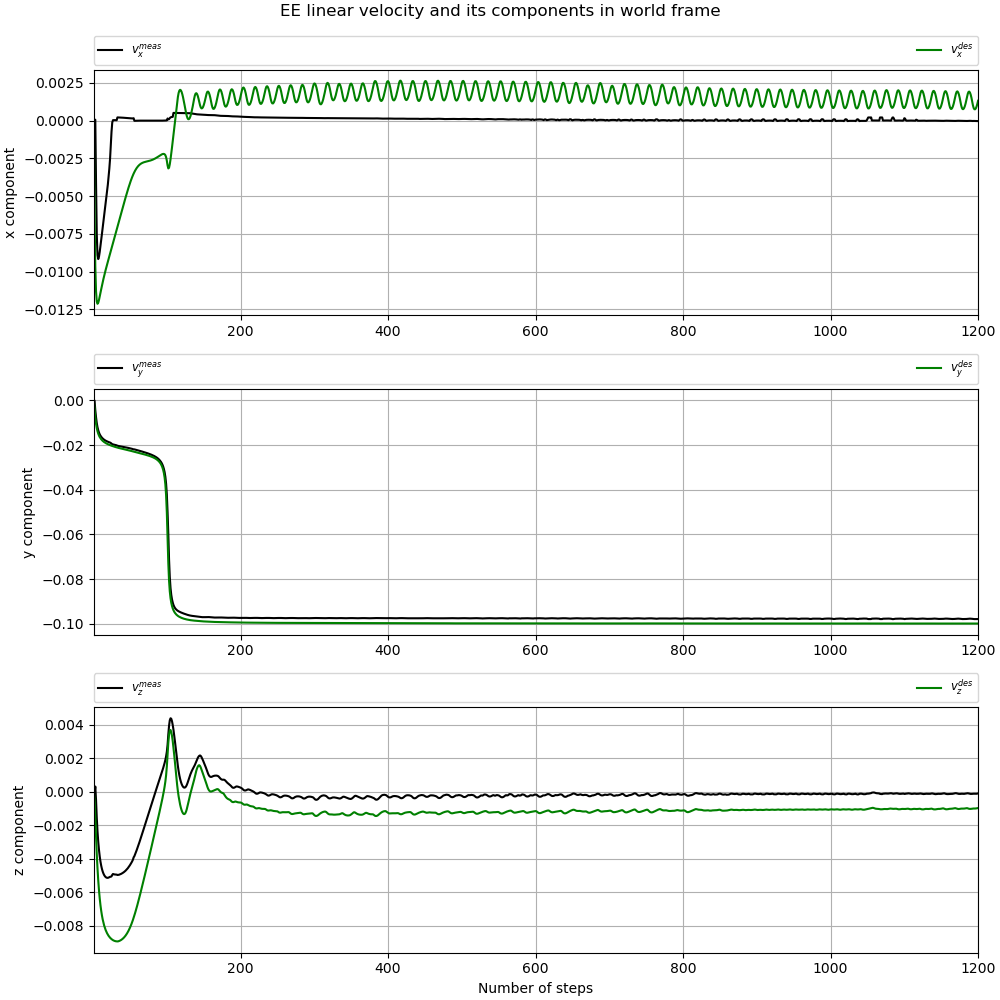 EE linear velocity and its components in world frame
v_x^{meas} v_x^{des}
0.0025
0.0000
−0.0025
−0.0050
−0.0075
−0.0100
−0.0125
x component
200 400 600 800 1000 1200
v_y^{meas} v_y^{des}
0.00
−0.02
−0.04
−0.06
−0.08
−0.10
y component
200 400 600 800 1000 1200
v_z^{meas} v_z^{des}
0.004
0.002
0.000
−0.002
−0.004
−0.006
−0.008
z component
200 400 600 800 1000 1200
Number of steps